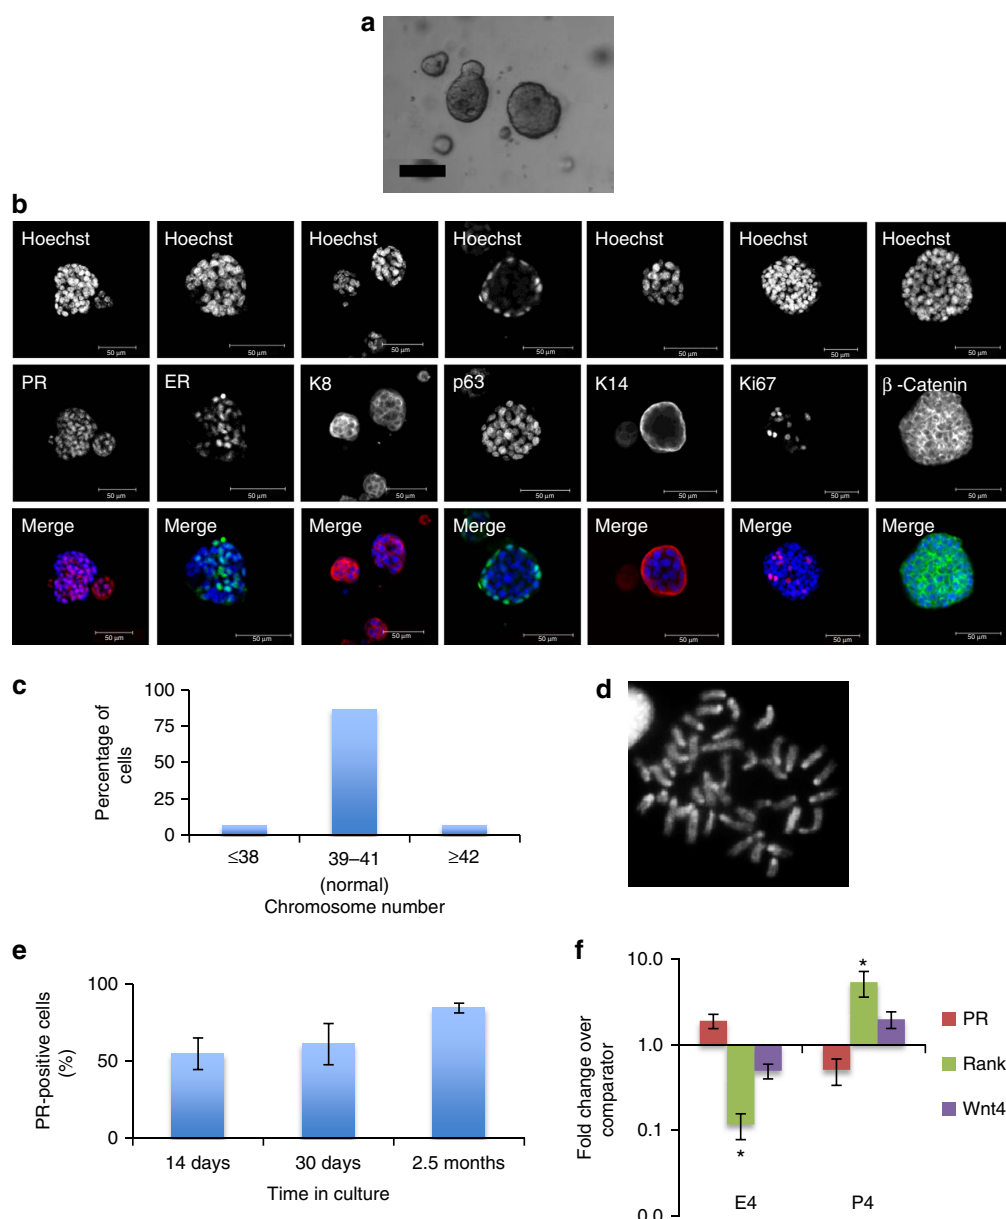 a
b
Hoechst Hoechst Hoechst Hoechst Hoechst Hoechst Hoechst
50 µm 50 µm 50 µm 50 µm 50 µm 50 µm 50 µm
PR ER K8 p63 K14 Ki67 β-Catenin
50 µm 50 µm 50 µm 50 µm 50 µm 50 µm 50 µm
Merge Merge Merge Merge Merge Merge Merge
50 µm 50 µm 50 µm 50 µm 50 µm 50 µm 50 µm
c
Percentage of
cells
100
75
50
25
0
≤38 39–41 ≥42
(normal)
Chromosome number
d
e
PR-positive cells
(%)
100
50
0
14 days 30 days 2.5 months
Time in culture
f
Fold change over
comparator
10.0
1.0
0.1
0.0
*
*
E4 P4
PR
Rank
Wnt4